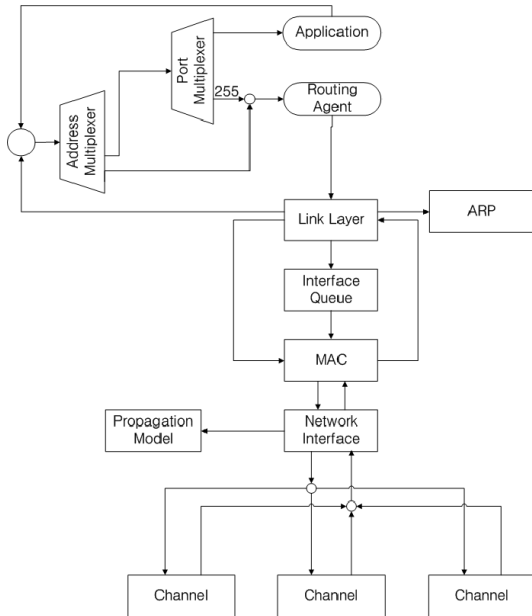 Application
Port
Multiplexer
255
Routing
Agent
Address
Multiplexer
Link Layer
ARP
Interface
Queue
MAC
Propagation
Model
Network
Interface
Channel
Channel
Channel